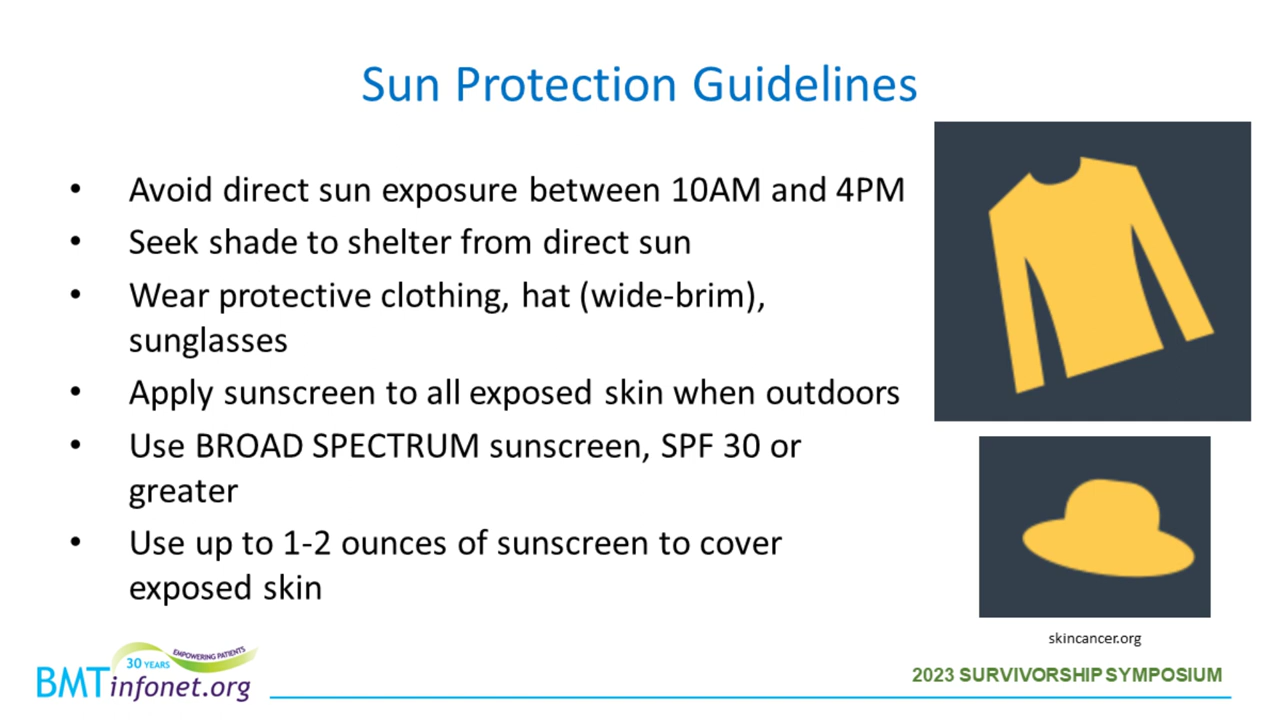 Sun Protection Guidelines
• Avoid direct sun exposure between 10AM and 4PM
• Seek shade to shelter from direct sun
• Wear protective clothing, hat (wide-brim),
sunglasses
• Apply sunscreen to all exposed skin when outdoors
• Use BROAD SPECTRUM sunscreen, SPF 30 or
greater
• Use up to 1-2 ounces of sunscreen to cover
exposed skin
skincancer.org
30 YEARS EMPOWERING PATIENTS
BMTinfonet.org
2023 SURVIVORSHIP SYMPOSIUM